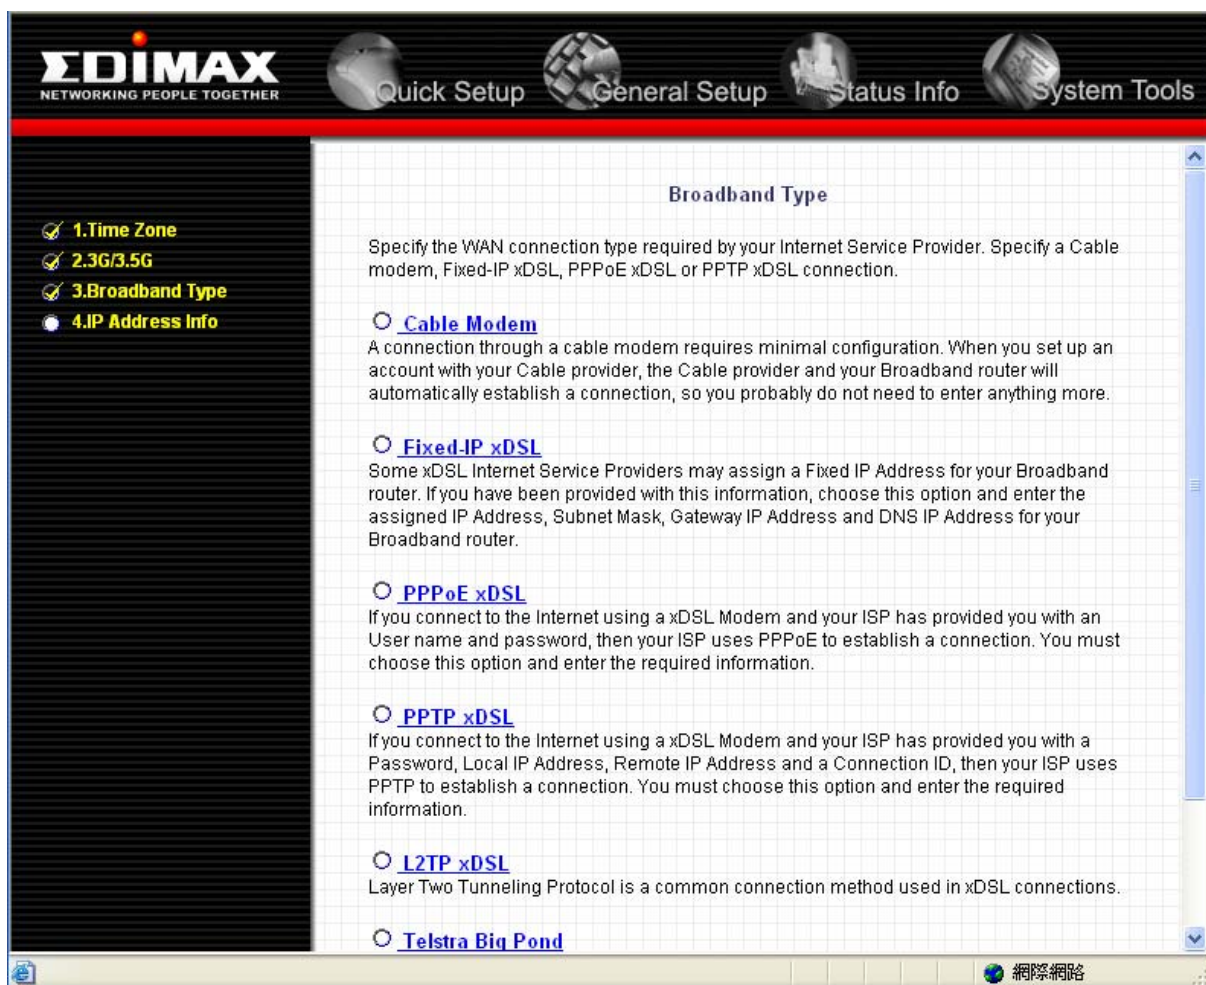 EDIMAX
NETWORKING PEOPLE TOGETHER
Quick Setup
General Setup
Status Info
System Tools
1.Time Zone
2.3G/3.5G
3.Broadband Type
4.IP Address Info
Broadband Type
Specify the WAN connection type required by your Internet Service Provider. Specify a Cable
modem, Fixed-IP xDSL, PPPoE xDSL or PPTP xDSL connection.
Cable Modem
A connection through a cable modem requires minimal configuration. When you set up an
account with your Cable provider, the Cable provider and your Broadband router will
automatically establish a connection, so you probably do not need to enter anything more.
Fixed-IP xDSL
Some xDSL Internet Service Providers may assign a Fixed IP Address for your Broadband
router. If you have been provided with this information, choose this option and enter the
assigned IP Address, Subnet Mask, Gateway IP Address and DNS IP Address for your
Broadband router.
PPPoE xDSL
If you connect to the Internet using a xDSL Modem and your ISP has provided you with an
User name and password, then your ISP uses PPPoE to establish a connection. You must
choose this option and enter the required information.
PPTP xDSL
If you connect to the Internet using a xDSL Modem and your ISP has provided you with a
Password, Local IP Address, Remote IP Address and a Connection ID, then your ISP uses
PPTP to establish a connection. You must choose this option and enter the required
information.
L2TP xDSL
Layer Two Tunneling Protocol is a common connection method used in xDSL connections.
Telstra Big Pond
網際網路